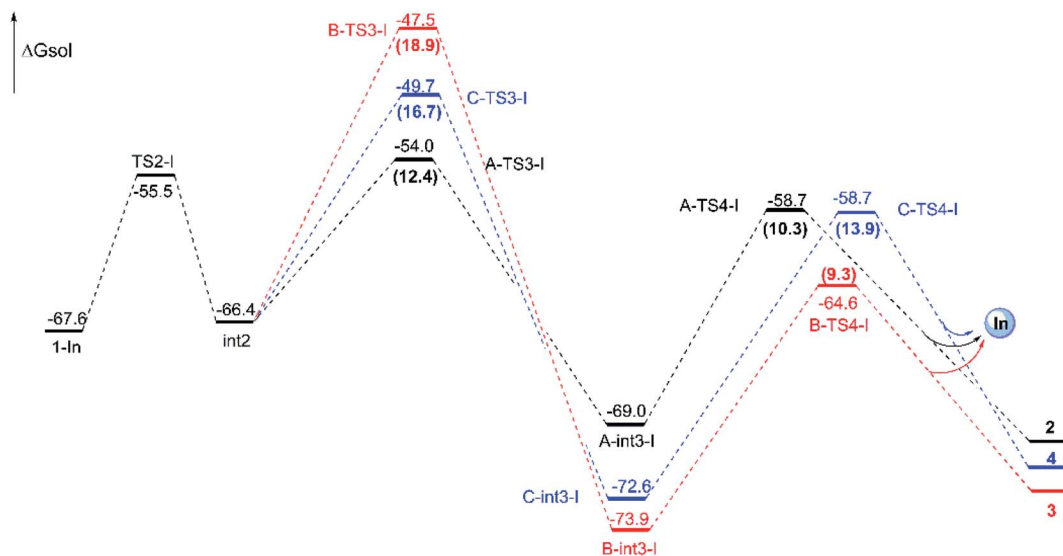 ΔGsol
-47.5
B-TS3-I
(18.9)
-49.7
C-TS3-I
(16.7)
-54.0
A-TS3-I
(12.4)
TS2-I
-55.5
-67.6
1-In
-66.4
int2
-69.0
A-int3-I
-72.6
C-int3-I
-73.9
B-int3-I
A-TS4-I
-58.7
(10.3)
-58.7
C-TS4-I
(13.9)
(9.3)
-64.6
B-TS4-I
In
2
4
3